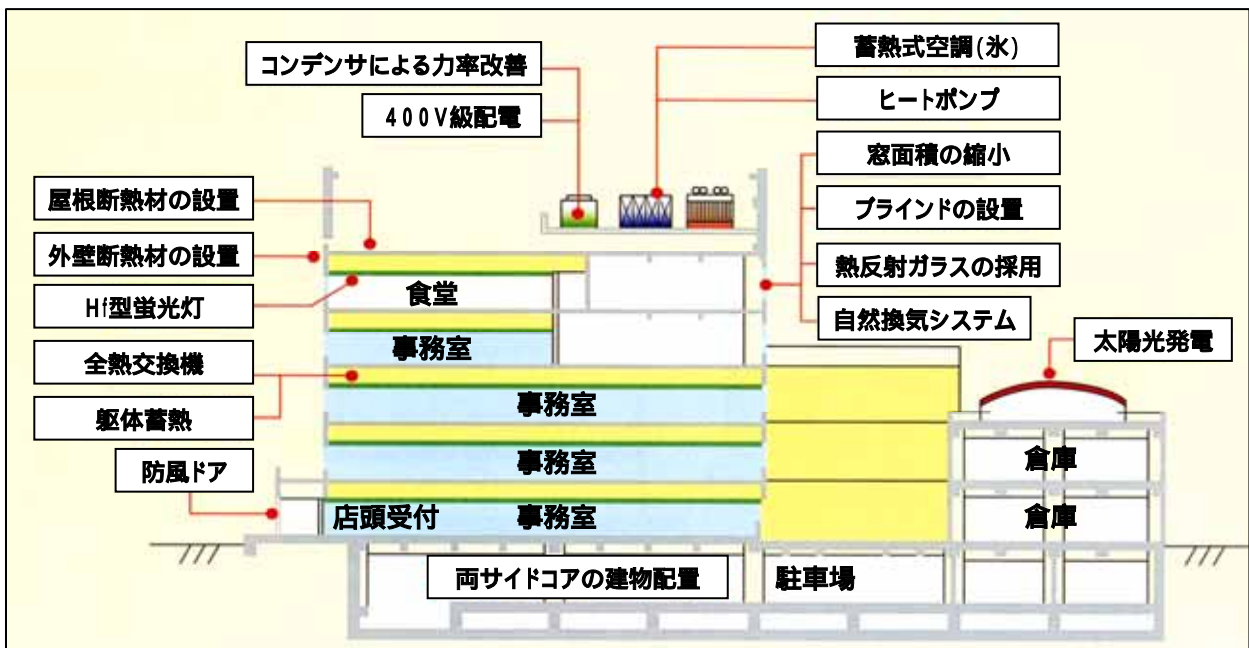 コンデンサによる力率改善
400V級配電
蓄熱式空調(氷)
ヒートポンプ
窓面積の縮小
ブラインドの設置
熱反射ガラスの採用
自然換気システム
太陽光発電
屋根断熱材の設置
外壁断熱材の設置
Hf型蛍光灯
全熱交換機
躯体蓄熱
防風ドア
食堂
事務室
事務室
事務室
店頭受付 事務室
倉庫
倉庫
両サイドコアの建物配置
駐車場